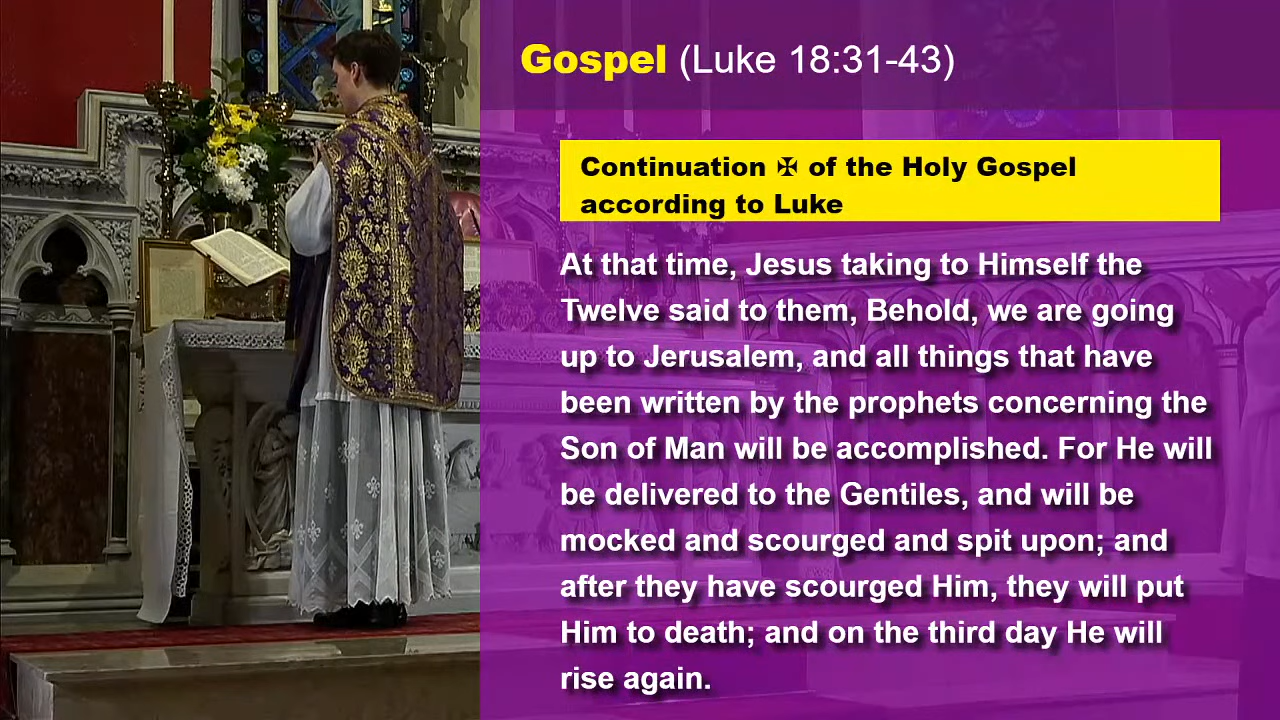 Gospel (Luke 18:31-43)
Continuation ✠ of the Holy Gospel
according to Luke
At that time, Jesus taking to Himself the
Twelve said to them, Behold, we are going
up to Jerusalem, and all things that have
been written by the prophets concerning the
Son of Man will be accomplished. For He will
be delivered to the Gentiles, and will be
mocked and scourged and spit upon; and
after they have scourged Him, they will put
Him to death; and on the third day He will
rise again.